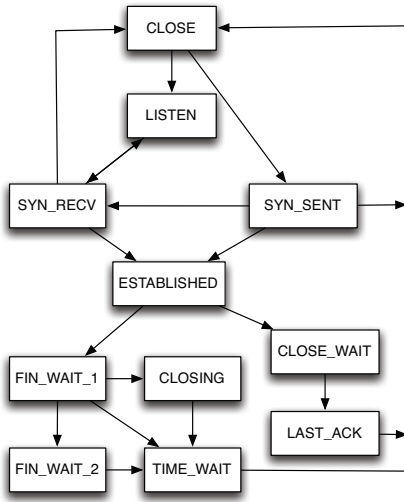 CLOSE
LISTEN
SYN_RECV
SYN_SENT
ESTABLISHED
CLOSE_WAIT
FIN_WAIT_1
CLOSING
LAST_ACK
FIN_WAIT_2
TIME_WAIT